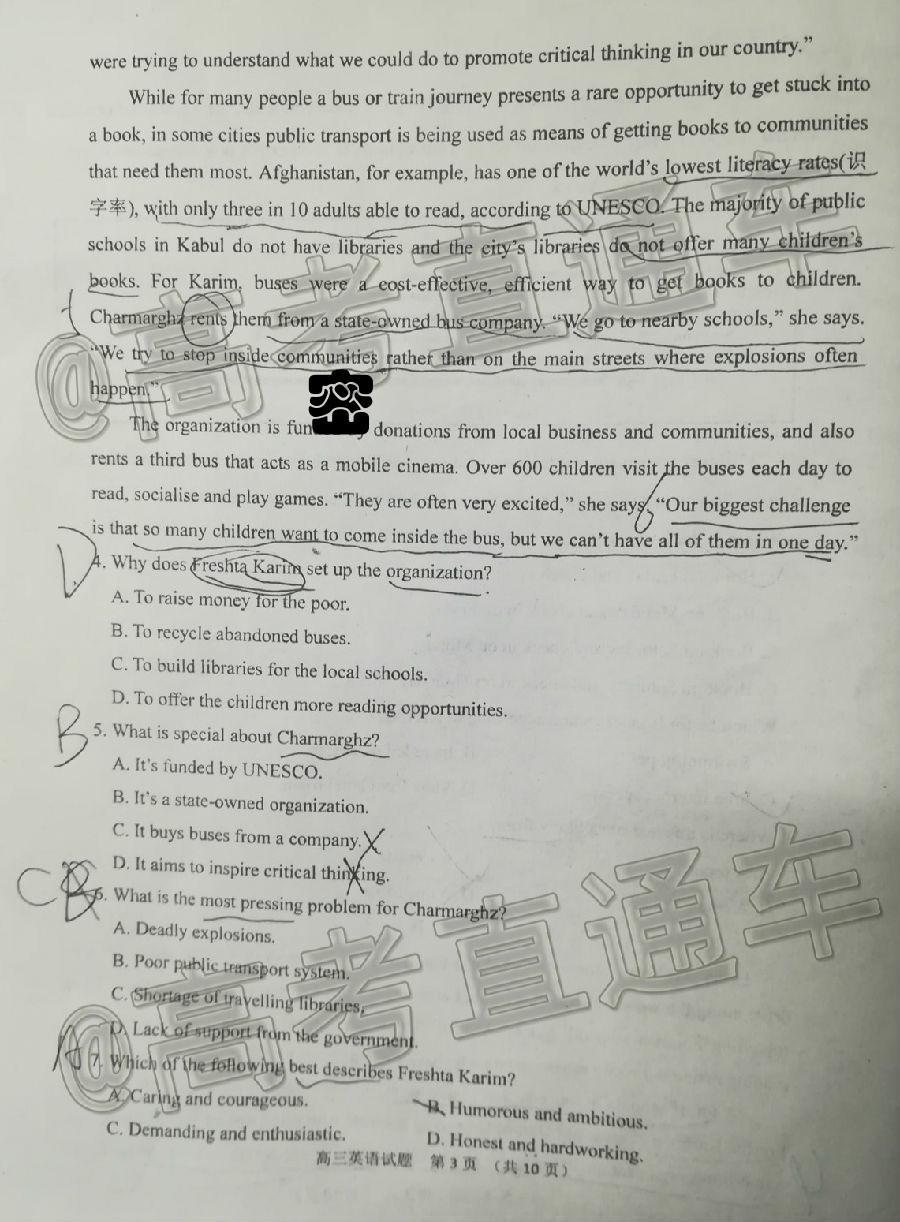 were trying to understand what we could do to promote critical thinking in our country.”
While for many people a bus or train journey presents a rare opportunity to get stuck into
a book, in some cities public transport is being used as means of getting books to communities
that need them most. Afghanistan, for example, has one of the world’s lowest literacy rates(识
字率), with only three in 10 adults able to read, according to UNESCO. The majority of public
schools in Kabul do not have libraries and the city’s libraries do not offer many children’s
books. For Karim, buses were a cost-effective, efficient way to get books to children.
Charmarghz rents them from a state-owned bus company. “We go to nearby schools,” she says.
“We try to stop inside communities rather than on the main streets where explosions often
happen.”
The organization is fun donations from local business and communities, and also
rents a third bus that acts as a mobile cinema. Over 600 children visit the buses each day to
read, socialise and play games. “They are often very excited,” she says. “Our biggest challenge
is that so many children want to come inside the bus, but we can’t have all of them in one day.”
D
4. Why does Freshta Karim set up the organization?
A. To raise money for the poor.
B. To recycle abandoned buses.
C. To build libraries for the local schools.
D. To offer the children more reading opportunities.
B
5. What is special about Charmarghz?
A. It’s funded by UNESCO.
B. It’s a state-owned organization.
C. It buys buses from a company.
D. It aims to inspire critical thinking.
C B
6. What is the most pressing problem for Charmarghz?
A. Deadly explosions.
B. Poor public transport system.
C. Shortage of travelling libraries.
D. Lack of support from the government.
A
7. Which of the following best describes Freshta Karim?
A. Caring and courageous. B. Humorous and ambitious.
C. Demanding and enthusiastic. D. Honest and hardworking.
高三英语试题 第 3 页 （共 10 页）
@高考直通车
@高考直通车